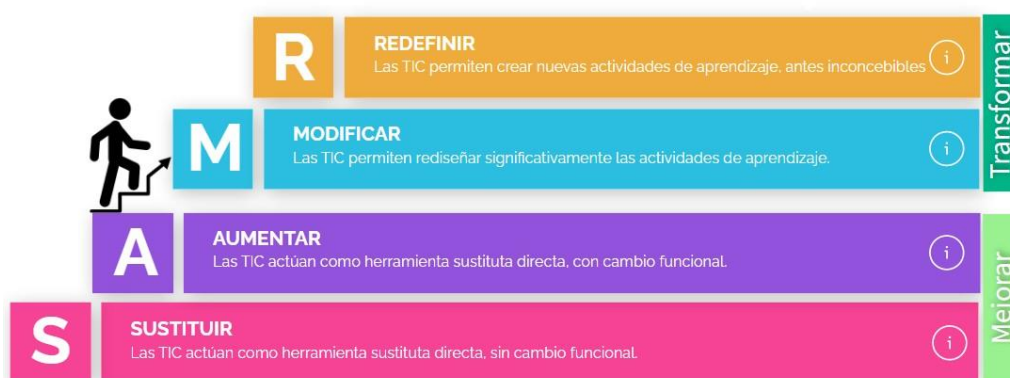 R
REDEFINIR
Las TIC permiten crear nuevas actividades de aprendizaje, antes inconcebibles
i
M
MODIFICAR
Las TIC permiten rediseñar significativamente las actividades de aprendizaje.
i
Transformar
A
AUMENTAR
Las TIC actúan como herramienta sustituta directa, con cambio funcional.
i
S
SUSTITUIR
Las TIC actúan como herramienta sustituta directa, sin cambio funcional.
i
Mejorar